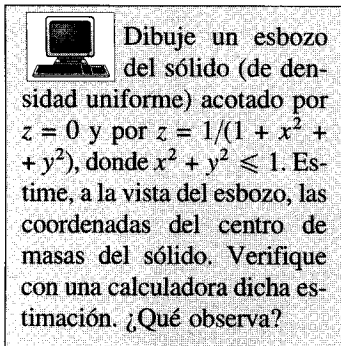 Dibuje un esbozo
del sólido (de den-
sidad uniforme) acotado por
z = 0 y por z = 1/(1 + x² +
+ y²), donde x² + y² ⩽ 1. Es-
time, a la vista del esbozo, las
coordenadas del centro de
masas del sólido. Verifique
con una calculadora dicha es-
timación. ¿Qué observa?